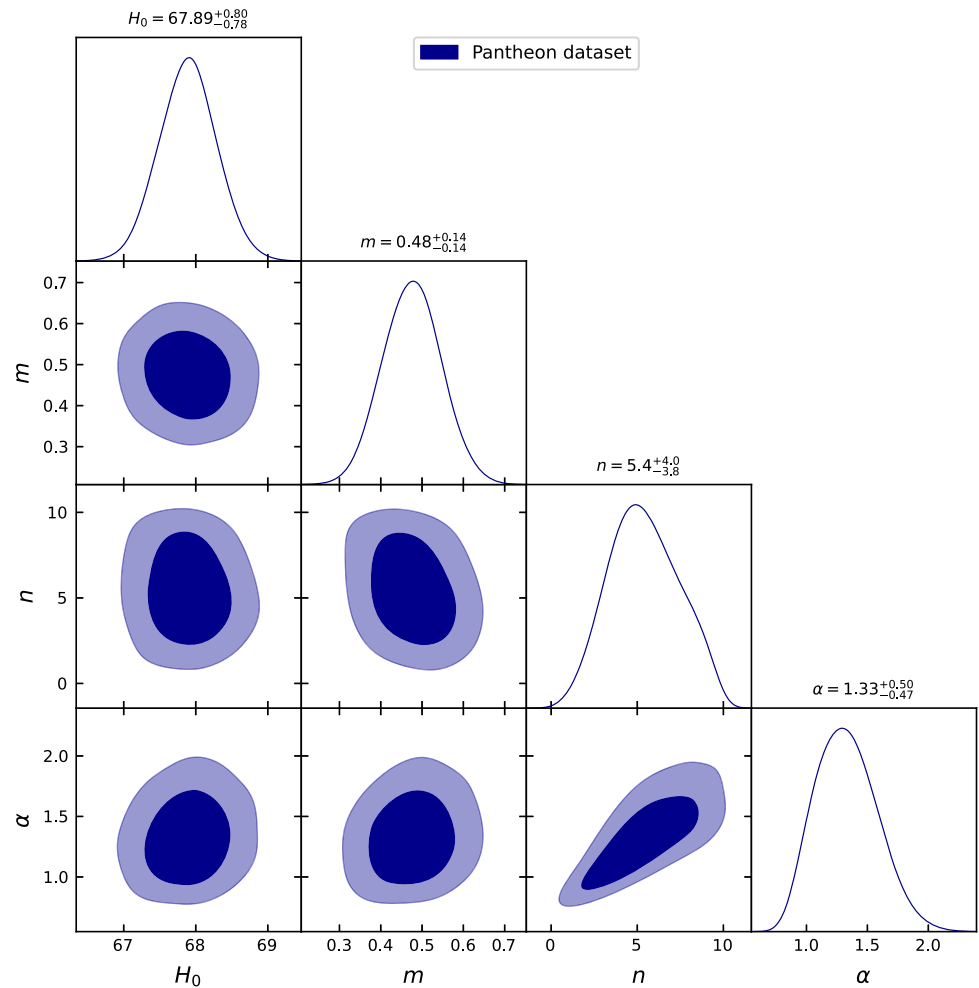 H₀ = 67.89⁺⁰·⁸⁰₋₀.₇₈
Pantheon dataset
m = 0.48⁺⁰·¹⁴₋₀.₁₄
0.7
0.6
0.5
0.4
0.3
m
n = 5.4⁺⁴·⁰₋₃.₈
10
5
0
n
α = 1.33⁺⁰·⁵⁰₋₀.₄₇
2.0
1.5
1.0
α
67 68 69 0.3 0.4 0.5 0.6 0.7 0 5 10 1.0 1.5 2.0
H₀ m n α